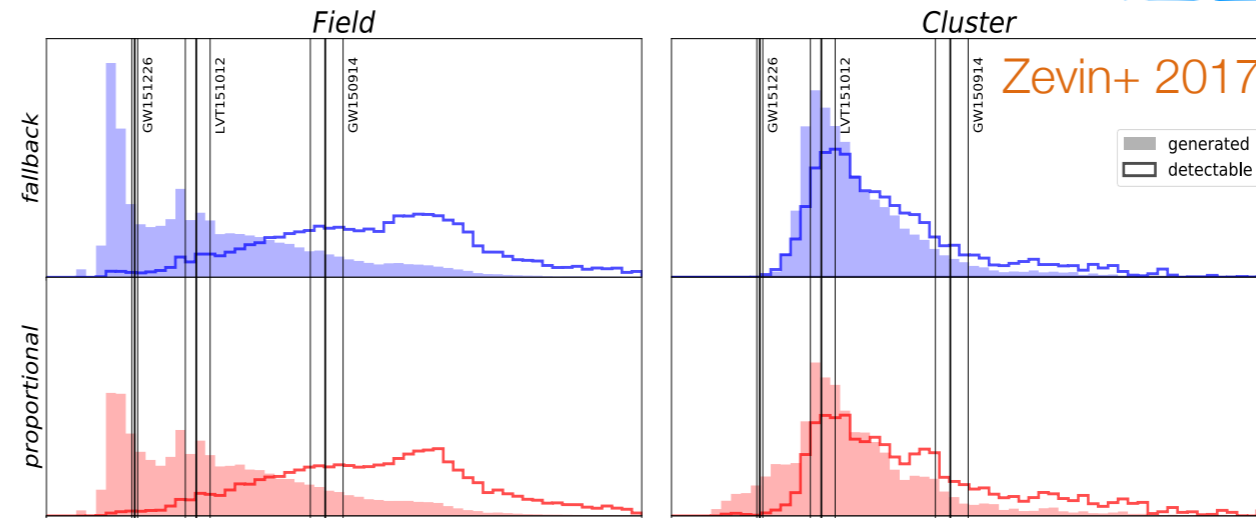 Field
Cluster
Zevin+ 2017
fallback
GW151226
LVT151012
GW150914
GW151226
LVT151012
GW150914
generated
detectable
proportional